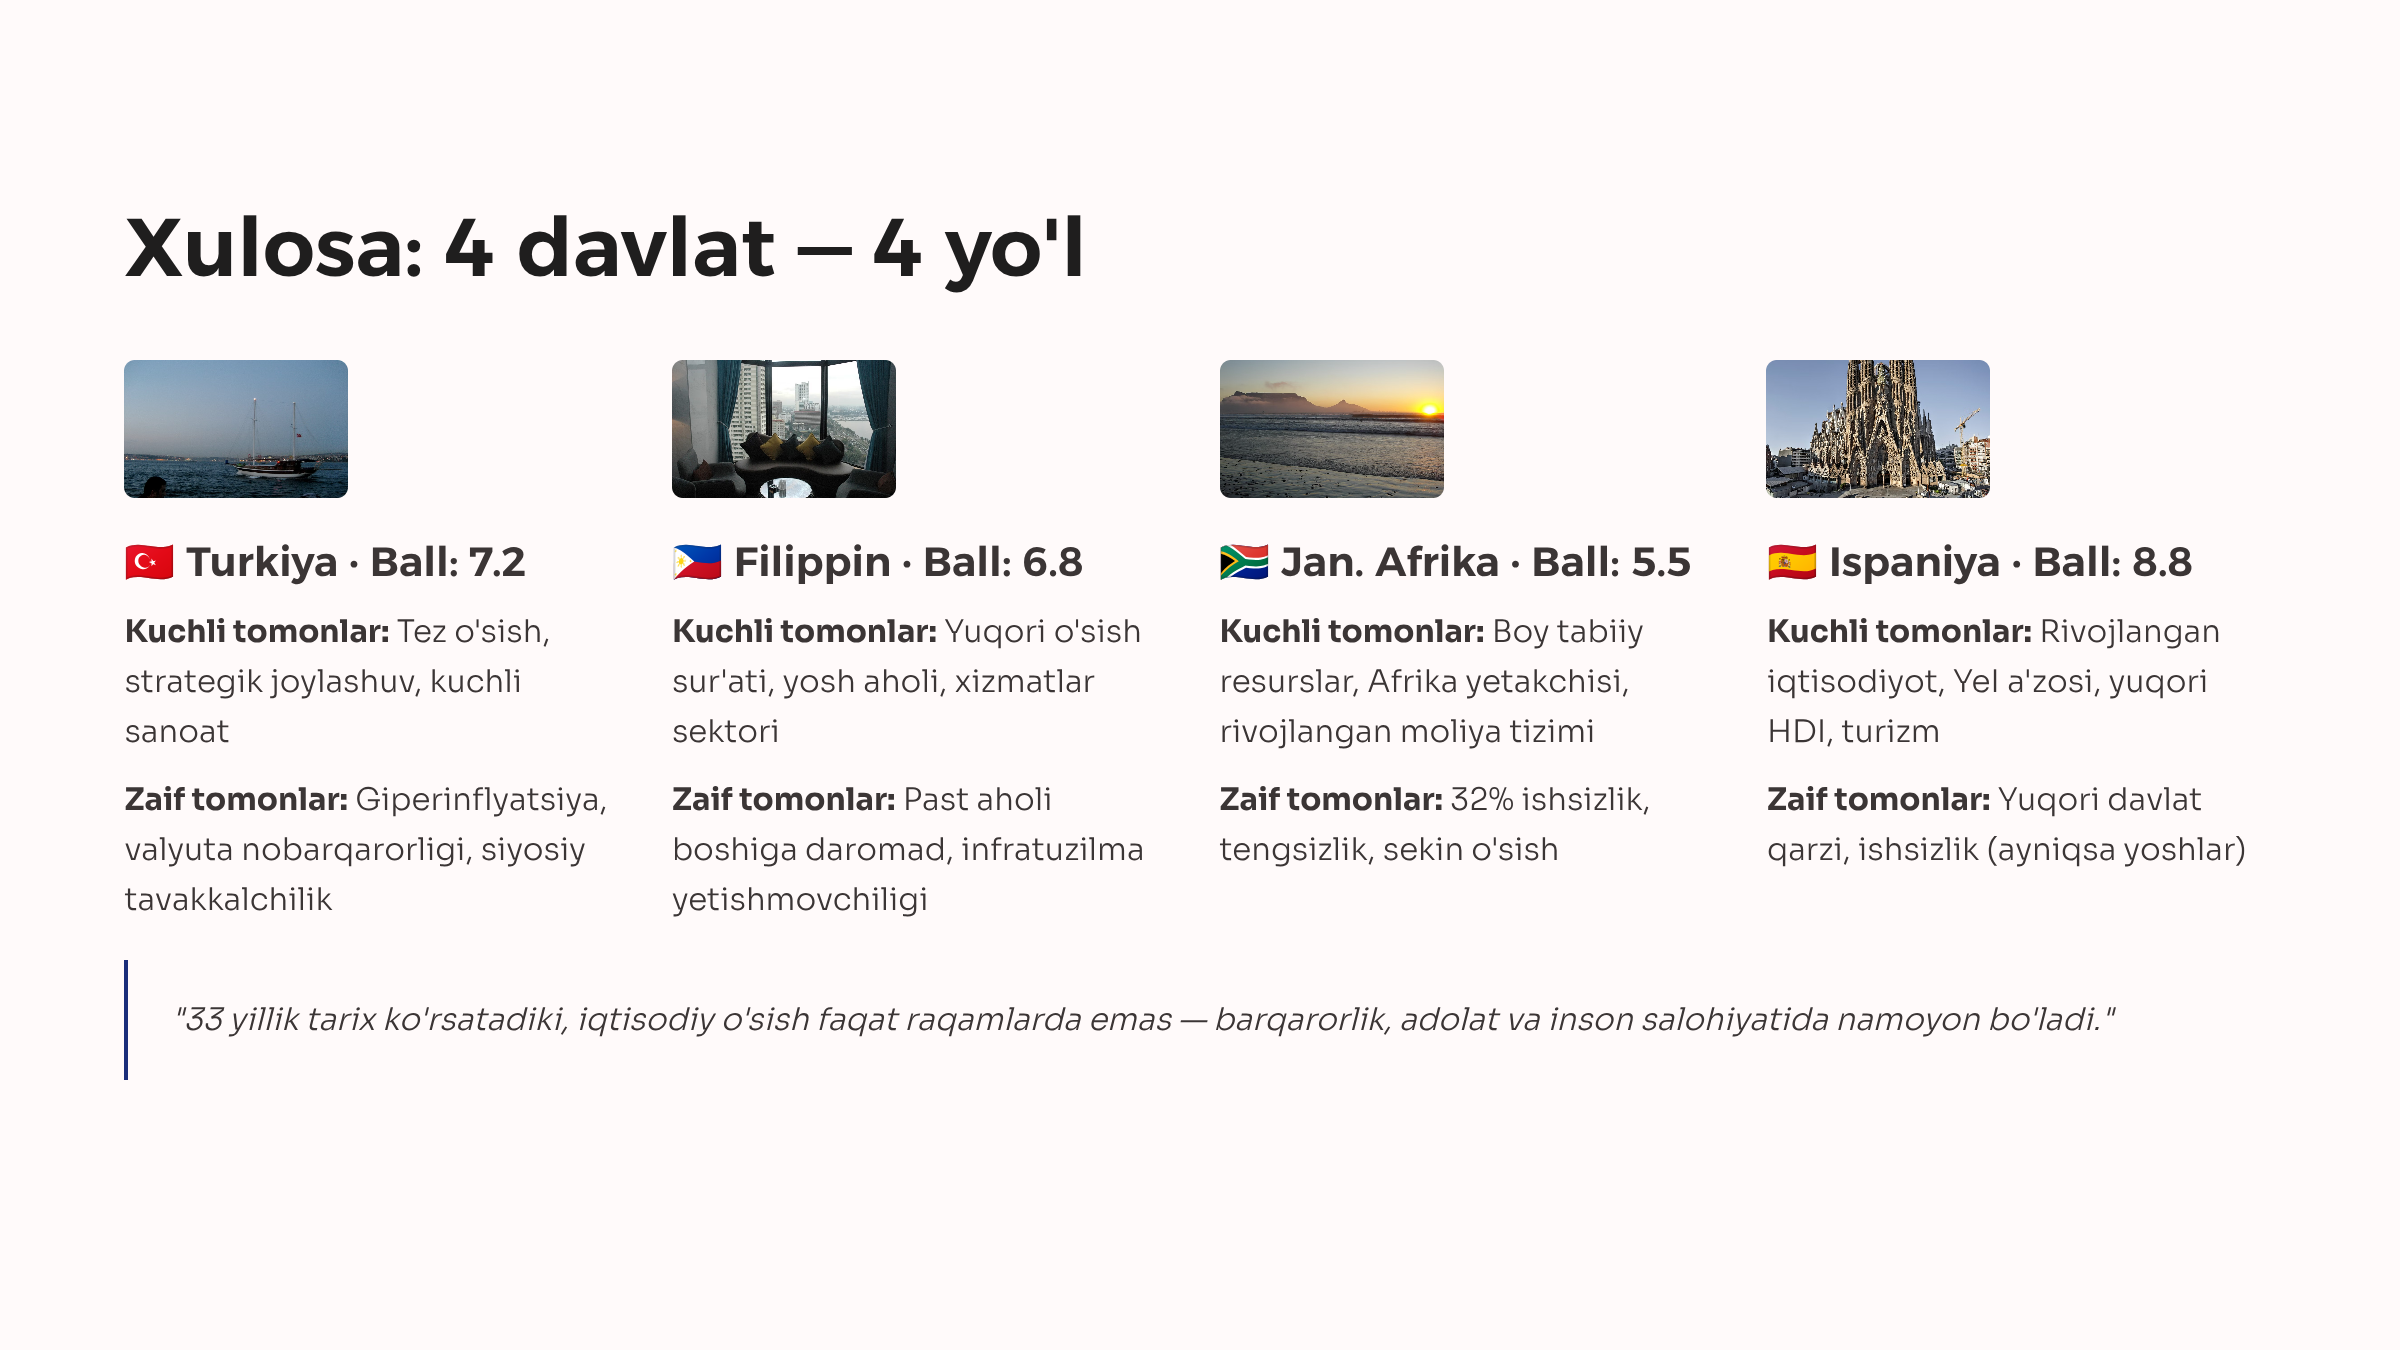 Xulosa: 4 davlat — 4 yo'l
🇹🇷 Turkiya · Ball: 7.2
Kuchli tomonlar: Tez o'sish,
strategik joylashuv, kuchli
sanoat
Zaif tomonlar: Giperinflyatsiya,
valyuta nobarqarorligi, siyosiy
tavakkalchilik
🇵🇭 Filippin · Ball: 6.8
Kuchli tomonlar: Yuqori o'sish
sur'ati, yosh aholi, xizmatlar
sektori
Zaif tomonlar: Past aholi
boshiga daromad, infratuzilma
yetishmovchiligi
🇿🇦 Jan. Afrika · Ball: 5.5
Kuchli tomonlar: Boy tabiiy
resurslar, Afrika yetakchisi,
rivojlangan moliya tizimi
Zaif tomonlar: 32% ishsizlik,
tengsizlik, sekin o'sish
🇪🇸 Ispaniya · Ball: 8.8
Kuchli tomonlar: Rivojlangan
iqtisodiyot, YeI a'zosi, yuqori
HDI, turizm
Zaif tomonlar: Yuqori davlat
qarzi, ishsizlik (ayniqsa yoshlar)
"33 yillik tarix ko'rsatadiki, iqtisodiy o'sish faqat raqamlarda emas — barqarorlik, adolat va inson salohiyatida namoyon bo'ladi."